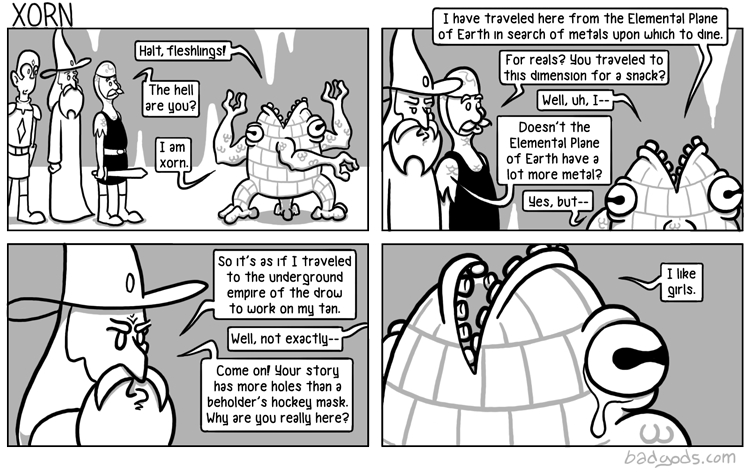 XORN
Halt, fleshlings!
The hell
are you?
I am
xorn.
I have traveled here from the Elemental Plane
of Earth in search of metals upon which to dine.
For reals? You traveled to
this dimension for a snack?
Well, uh, I--
Doesn't the
Elemental Plane
of Earth have a
lot more metal?
Yes, but--
So it's as if I traveled
to the underground
empire of the drow
to work on my tan.
Well, not exactly--
Come on! Your story
has more holes than a
beholder's hockey mask.
Why are you really here?
I like
girls.
badgods.com